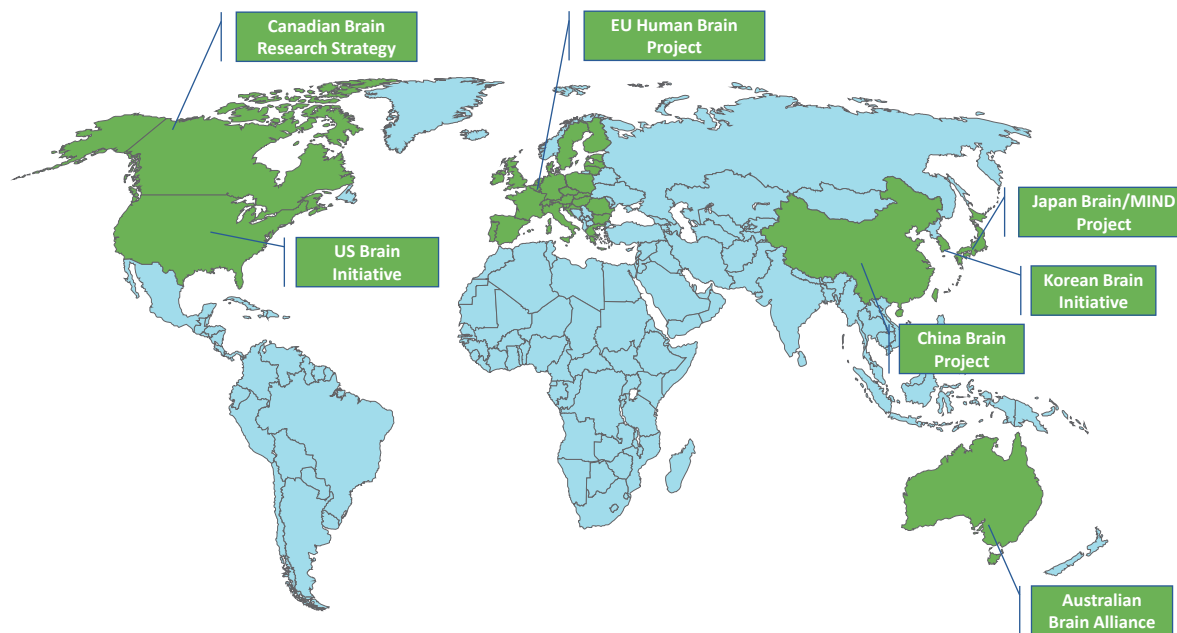 Canadian Brain
Research Strategy
EU Human Brain
Project
Japan Brain/MIND
Project
US Brain
Initiative
Korean Brain
Initiative
China Brain
Project
Australian
Brain Alliance